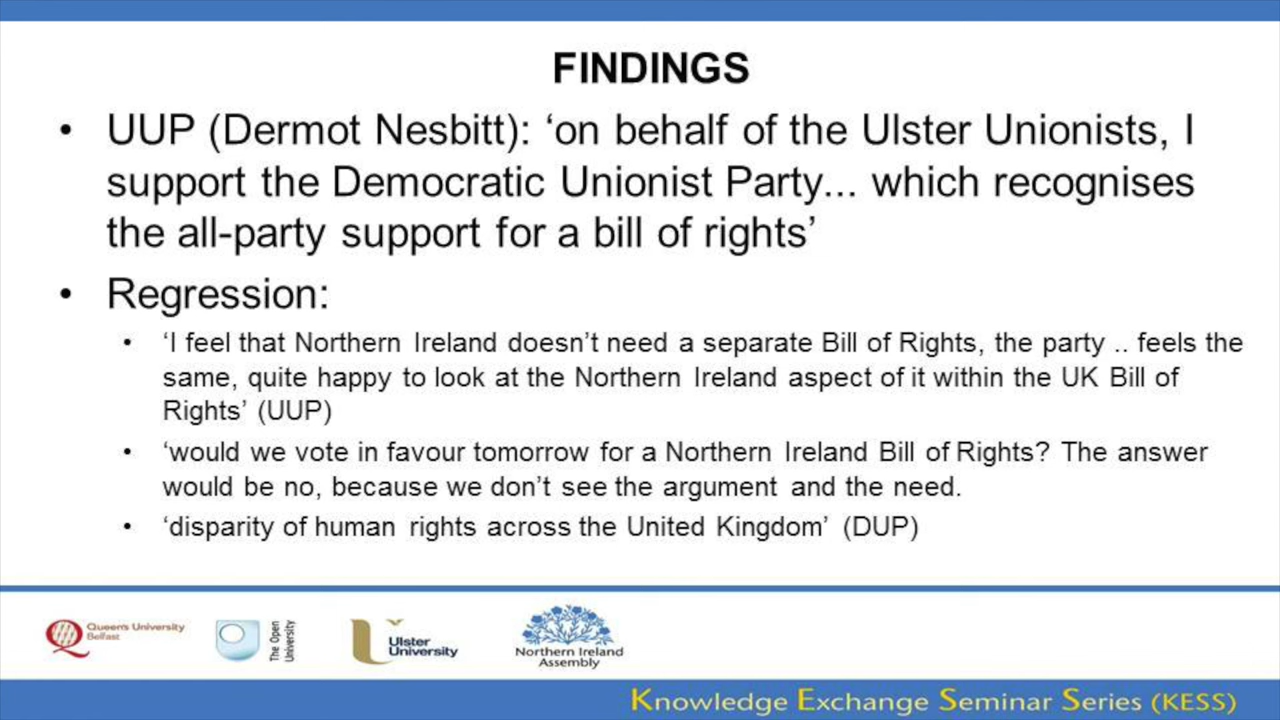 FINDINGS
• UUP (Dermot Nesbitt): ‘on behalf of the Ulster Unionists, I
support the Democratic Unionist Party... which recognises
the all-party support for a bill of rights’
• Regression:
• ‘I feel that Northern Ireland doesn’t need a separate Bill of Rights, the party .. feels the
same, quite happy to look at the Northern Ireland aspect of it within the UK Bill of
Rights’ (UUP)
• ‘would we vote in favour tomorrow for a Northern Ireland Bill of Rights? The answer
would be no, because we don’t see the argument and the need.
• ‘disparity of human rights across the United Kingdom’ (DUP)
Queen's University
Belfast
The Open
University
Ulster
University
Northern Ireland
Assembly
Knowledge Exchange Seminar Series (KESS)